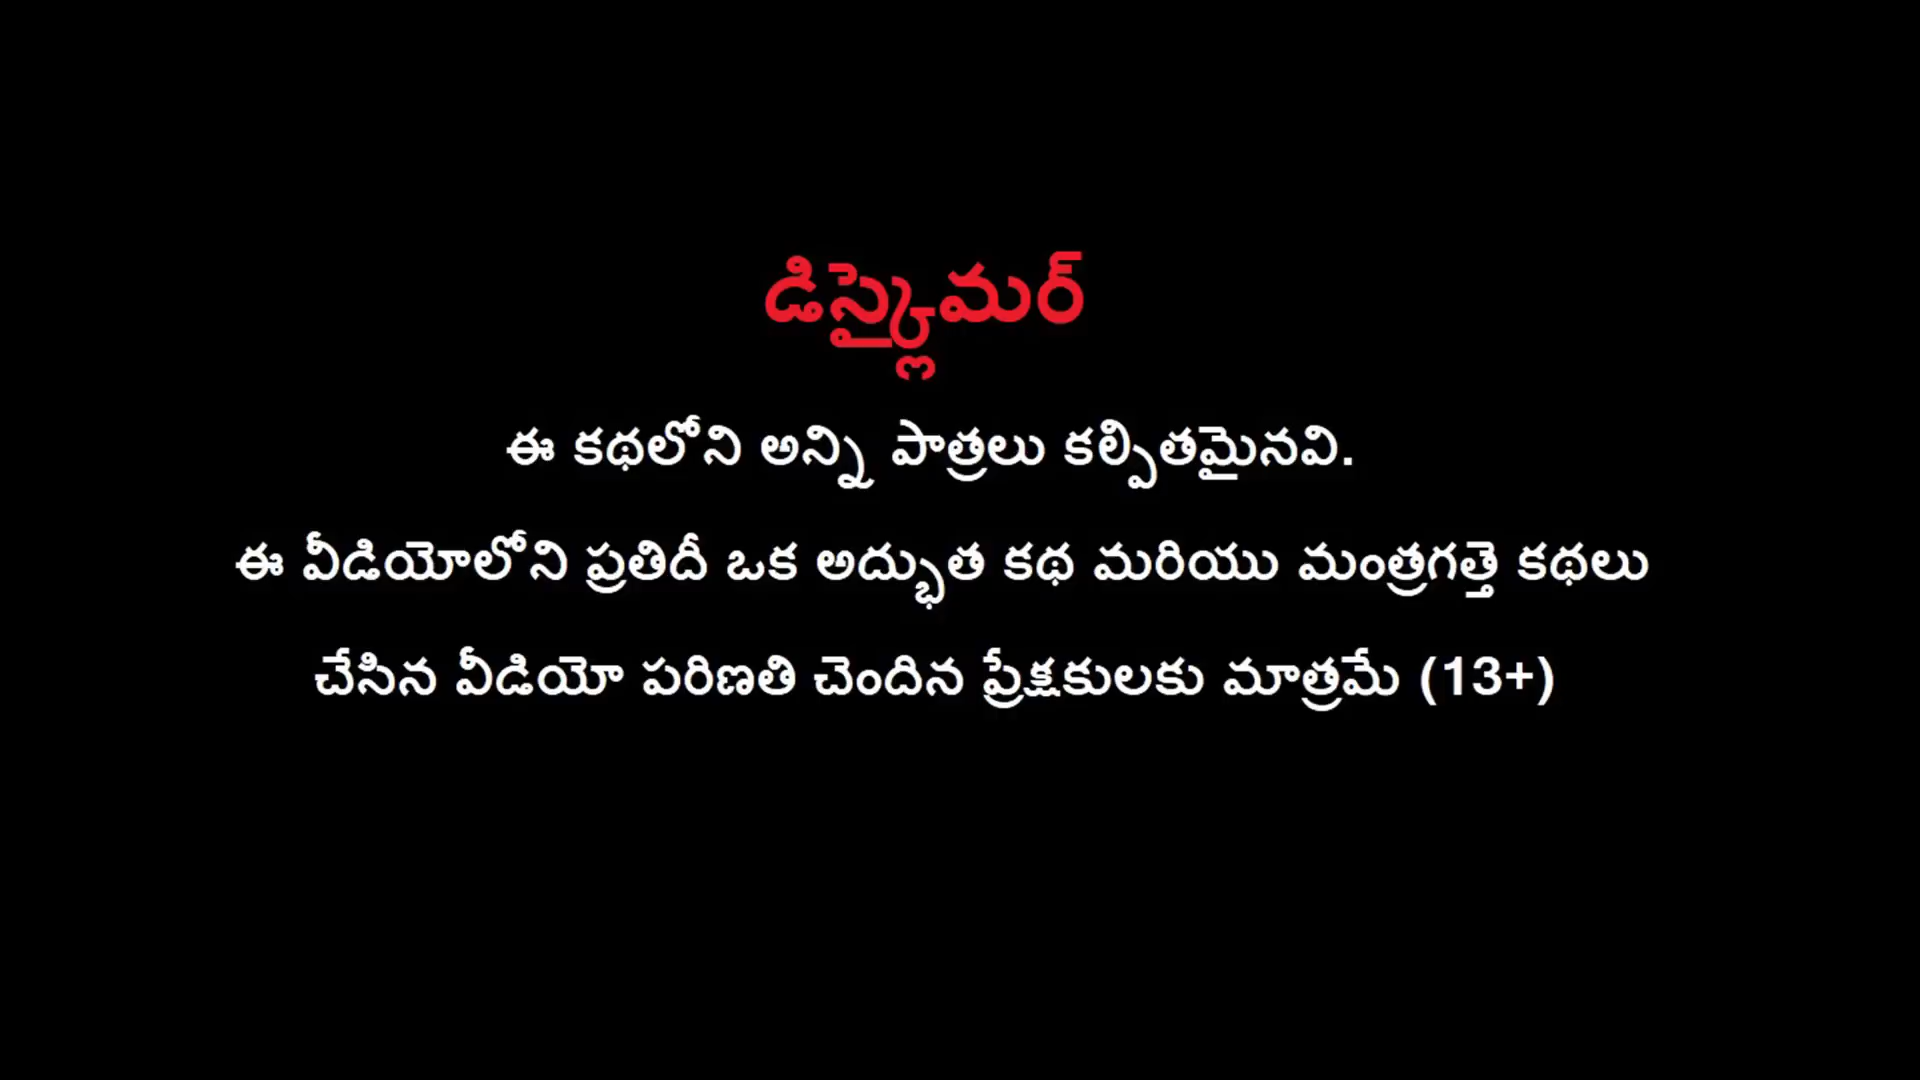 డిస్క్లైమర్
ఈ కథలోని అన్ని పాత్రలు కల్పితమైనవి.
ఈ వీడియోలోని ప్రతిదీ ఒక అద్భుత కథ మరియు మంత్రగత్తె కథలు
చేసిన వీడియో పరిణతి చెందిన ప్రేక్షకులకు మాత్రమే (13+)